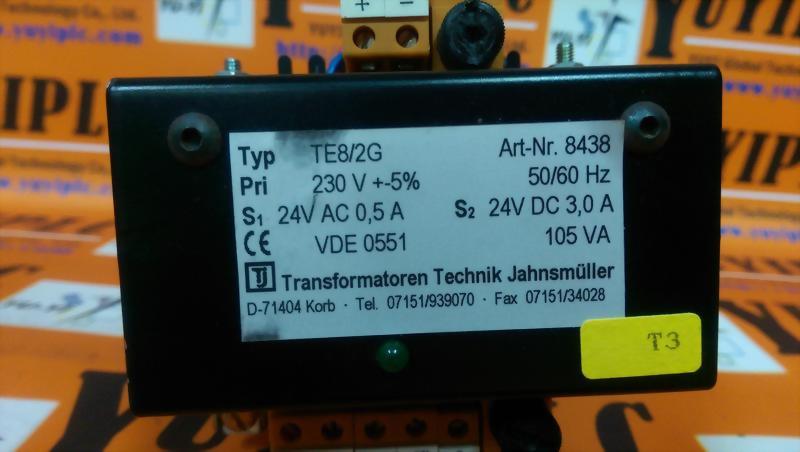 + −
Typ TE8/2G Art-Nr. 8438
Pri 230 V +-5% 50/60 Hz
S1 24V AC 0,5 A S2 24V DC 3,0 A
CE VDE 0551 105 VA
TJ Transformatoren Technik Jahnsmüller
D-71404 Korb · Tel. 07151/939070 · Fax 07151/34028
T3